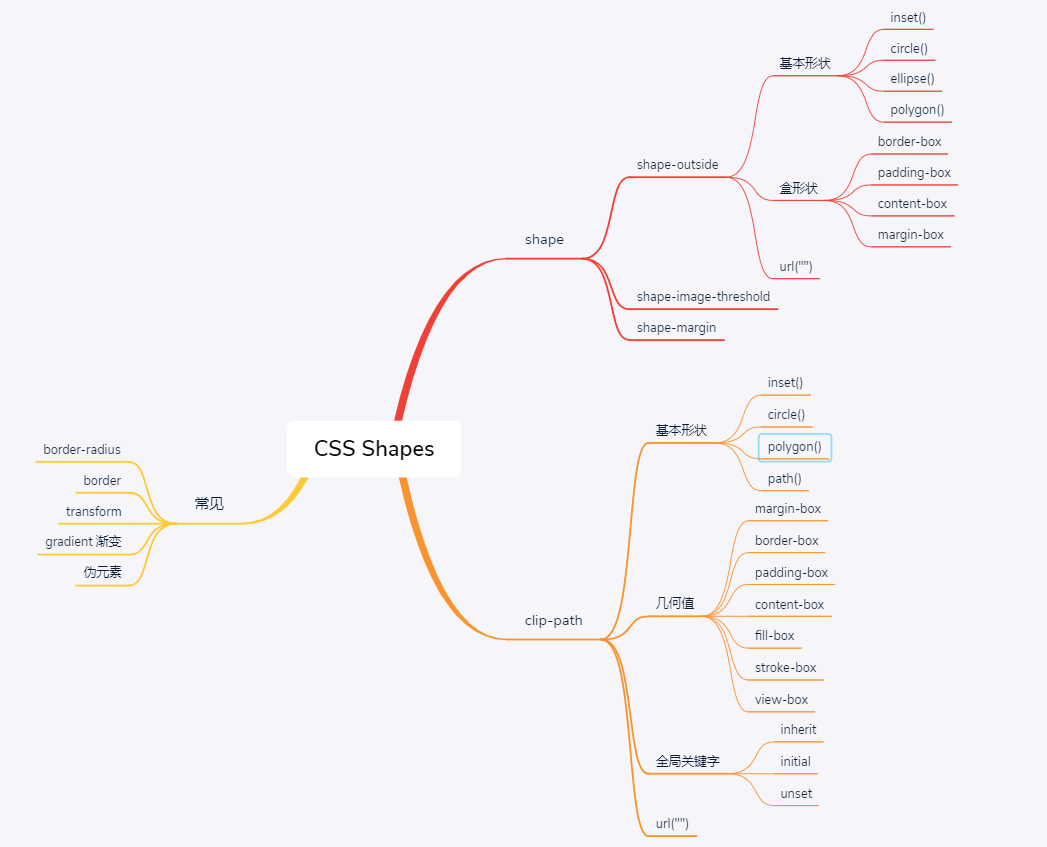 CSS Shapes
shape
shape-outside
基本形状
inset()
circle()
ellipse()
polygon()
盒形状
border-box
padding-box
content-box
margin-box
url("")
shape-image-threshold
shape-margin
clip-path
基本形状
inset()
circle()
polygon()
path()
几何值
margin-box
border-box
padding-box
content-box
fill-box
stroke-box
view-box
全局关键字
inherit
initial
unset
url("")
常见
border-radius
border
transform
gradient 渐变
伪元素